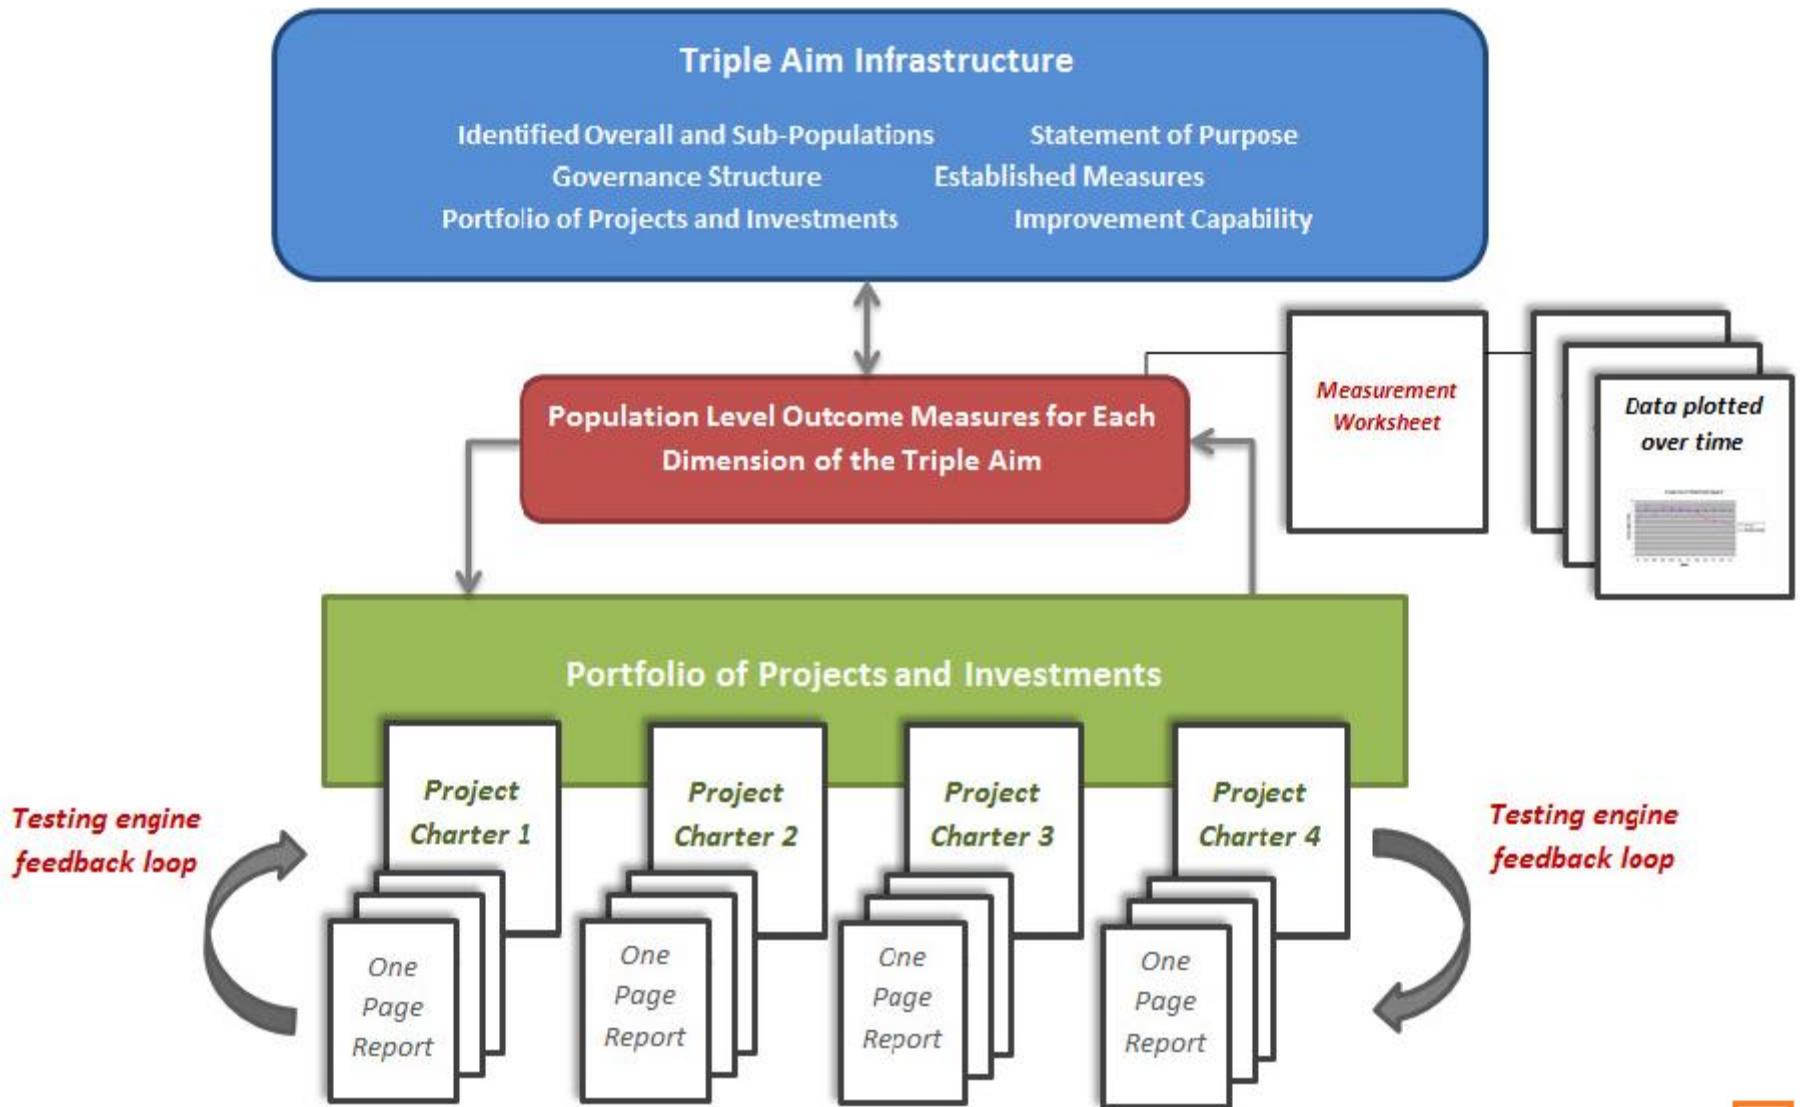 Triple Aim Infrastructure
Identified Overall and Sub-Populations Statement of Purpose
Governance Structure Established Measures
Portfolio of Projects and Investments Improvement Capability
Population Level Outcome Measures for Each
Dimension of the Triple Aim
Measurement
Worksheet
Data plotted
over time
Portfolio of Projects and Investments
Project
Charter 1
Project
Charter 2
Project
Charter 3
Project
Charter 4
Testing engine
feedback loop
Testing engine
feedback loop
One
Page
Report
One
Page
Report
One
Page
Report
One
Page
Report